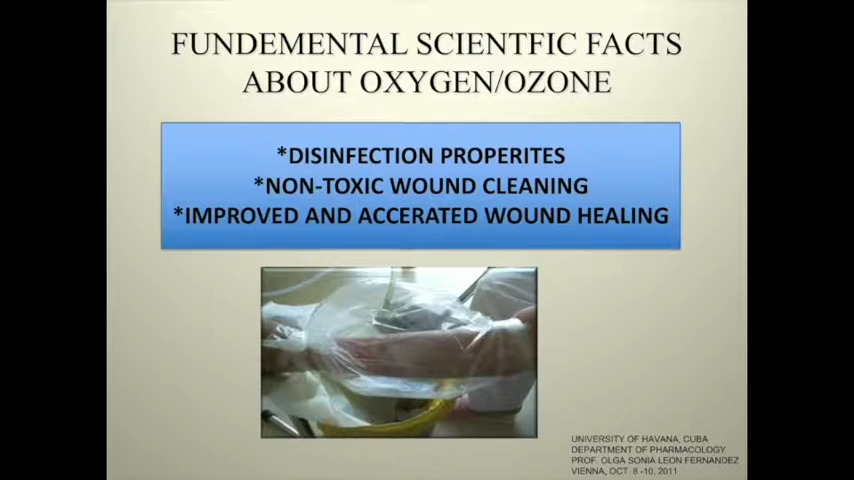 FUNDEMENTAL SCIENTFIC FACTS
ABOUT OXYGEN/OZONE
*DISINFECTION PROPERITES
*NON-TOXIC WOUND CLEANING
*IMPROVED AND ACCERATED WOUND HEALING
UNIVERSITY OF HAVANA, CUBA
DEPARTMENT OF PHARMACOLOGY
PROF. OLGA SONIA LEON FERNANDEZ
VIENNA, OCT 8 -10, 2011